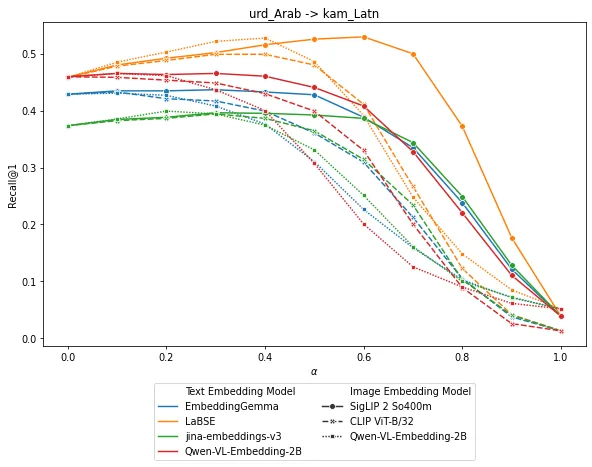 urd_Arab -> kam_Latn
Recall@1
0.5
0.4
0.3
0.2
0.1
0.0
0.0 0.2 0.4 0.6 0.8 1.0
α
Text Embedding Model Image Embedding Model
EmbeddingGemma SigLIP 2 So400m
LaBSE CLIP ViT-B/32
jina-embeddings-v3 Qwen-VL-Embedding-2B
Qwen-VL-Embedding-2B